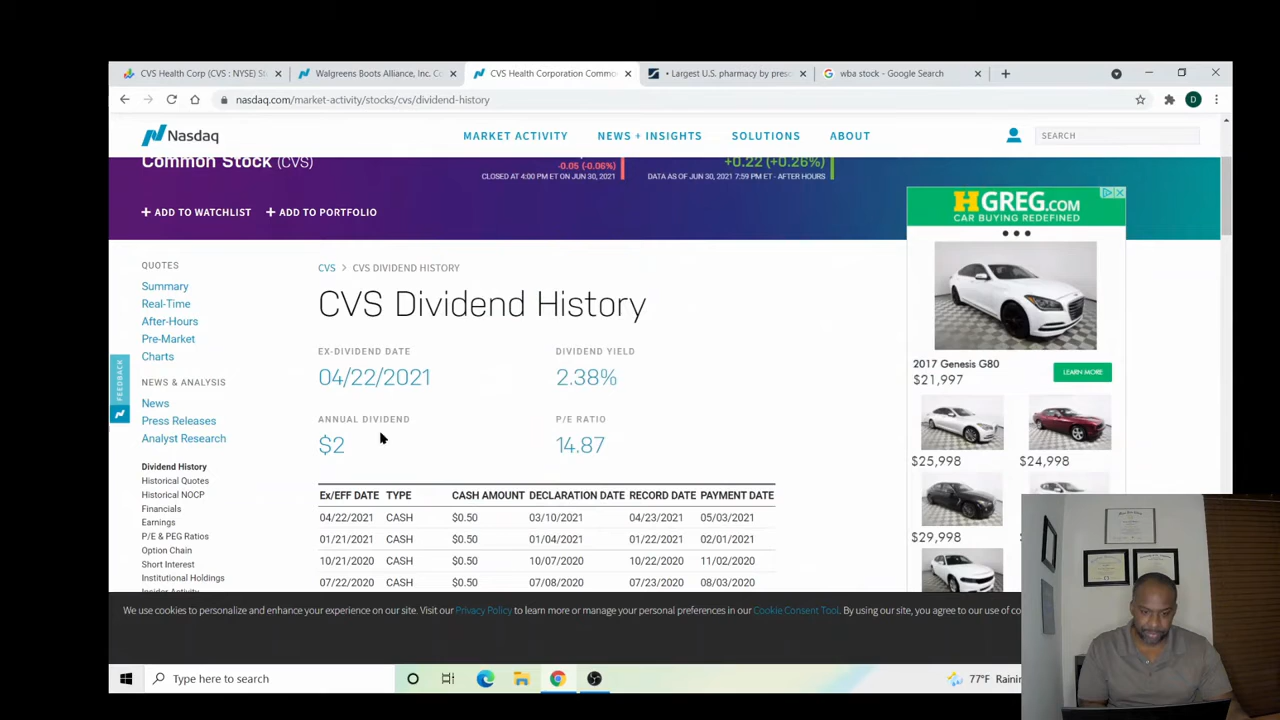 CVS Health Corp (CVS : NYSE) St
Walgreens Boots Alliance, Inc. Co
CVS Health Corporation Commo
• Largest U.S. pharmacy by presc
wba stock - Google Search
nasdaq.com/market-activity/stocks/cvs/dividend-history
D
Nasdaq
MARKET ACTIVITY
NEWS + INSIGHTS
SOLUTIONS
ABOUT
SEARCH
Common Stock (CVS)
-0.05 (-0.06%)
+0.22 (+0.26%)
CLOSED AT 4:00 PM ET ON JUN 30, 2021
DATA AS OF JUN 30, 2021 7:59 PM ET - AFTER HOURS
+ ADD TO WATCHLIST
+ ADD TO PORTFOLIO
HGREG.COM
CAR BUYING REDEFINED
QUOTES
Summary
Real-Time
After-Hours
Pre-Market
Charts
FEEDBACK
NEWS & ANALYSIS
News
Press Releases
Analyst Research
Dividend History
Historical Quotes
Historical NOCP
Financials
Earnings
P/E & PEG Ratios
Option Chain
Short Interest
Institutional Holdings
CVS > CVS DIVIDEND HISTORY
CVS Dividend History
EX-DIVIDEND DATE
04/22/2021
DIVIDEND YIELD
2.38%
ANNUAL DIVIDEND
$2
P/E RATIO
14.87
Ex/EFF DATE TYPE CASH AMOUNT DECLARATION DATE RECORD DATE PAYMENT DATE
04/22/2021 CASH $0.50 03/10/2021 04/23/2021 05/03/2021
01/21/2021 CASH $0.50 01/04/2021 01/22/2021 02/01/2021
10/21/2020 CASH $0.50 10/07/2020 10/22/2020 11/02/2020
07/22/2020 CASH $0.50 07/08/2020 07/23/2020 08/03/2020
2017 Genesis G80
$21,997
LEARN MORE
$25,998
$24,998
$29,998
We use cookies to personalize and enhance your experience on our site. Visit our Privacy Policy to learn more or manage your personal preferences in our Cookie Consent Tool. By using our site, you agree to our use of co
Type here to search
77°F Rainin